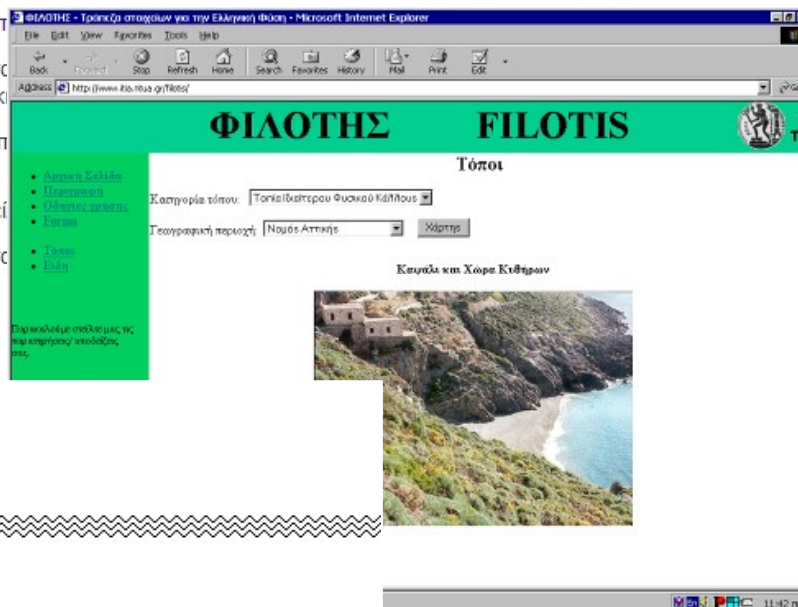 ΦΙΛΟΤΗΣ - Τράπεζα στοιχείων για την Ελληνική Φύση - Microsoft Internet Explorer
File Edit View Favorites Tools Help
Back Forward Stop Refresh Home Search Favorites History Mail Print Edit
Address http://www.itia.ntua.gr/filotis/
ΦΙΛΟΤΗΣ FILOTIS
Τόποι
Αρχική Σελίδα
Περιγραφή
Οδηγίες χρήσης
Forum
Τόποι
Είδη
Κατηγορία τόπου: Τοπία Ιδιαίτερου Φυσικού Κάλλους
Γεωγραφική περιοχή: Νομός Αττικής Χάρτης
Καψάλι και Χώρα Κυθήρων
Παρακαλούμε στείλτε μας τις
παρατηρήσεις/ υποδείξεις
σας.
11:42